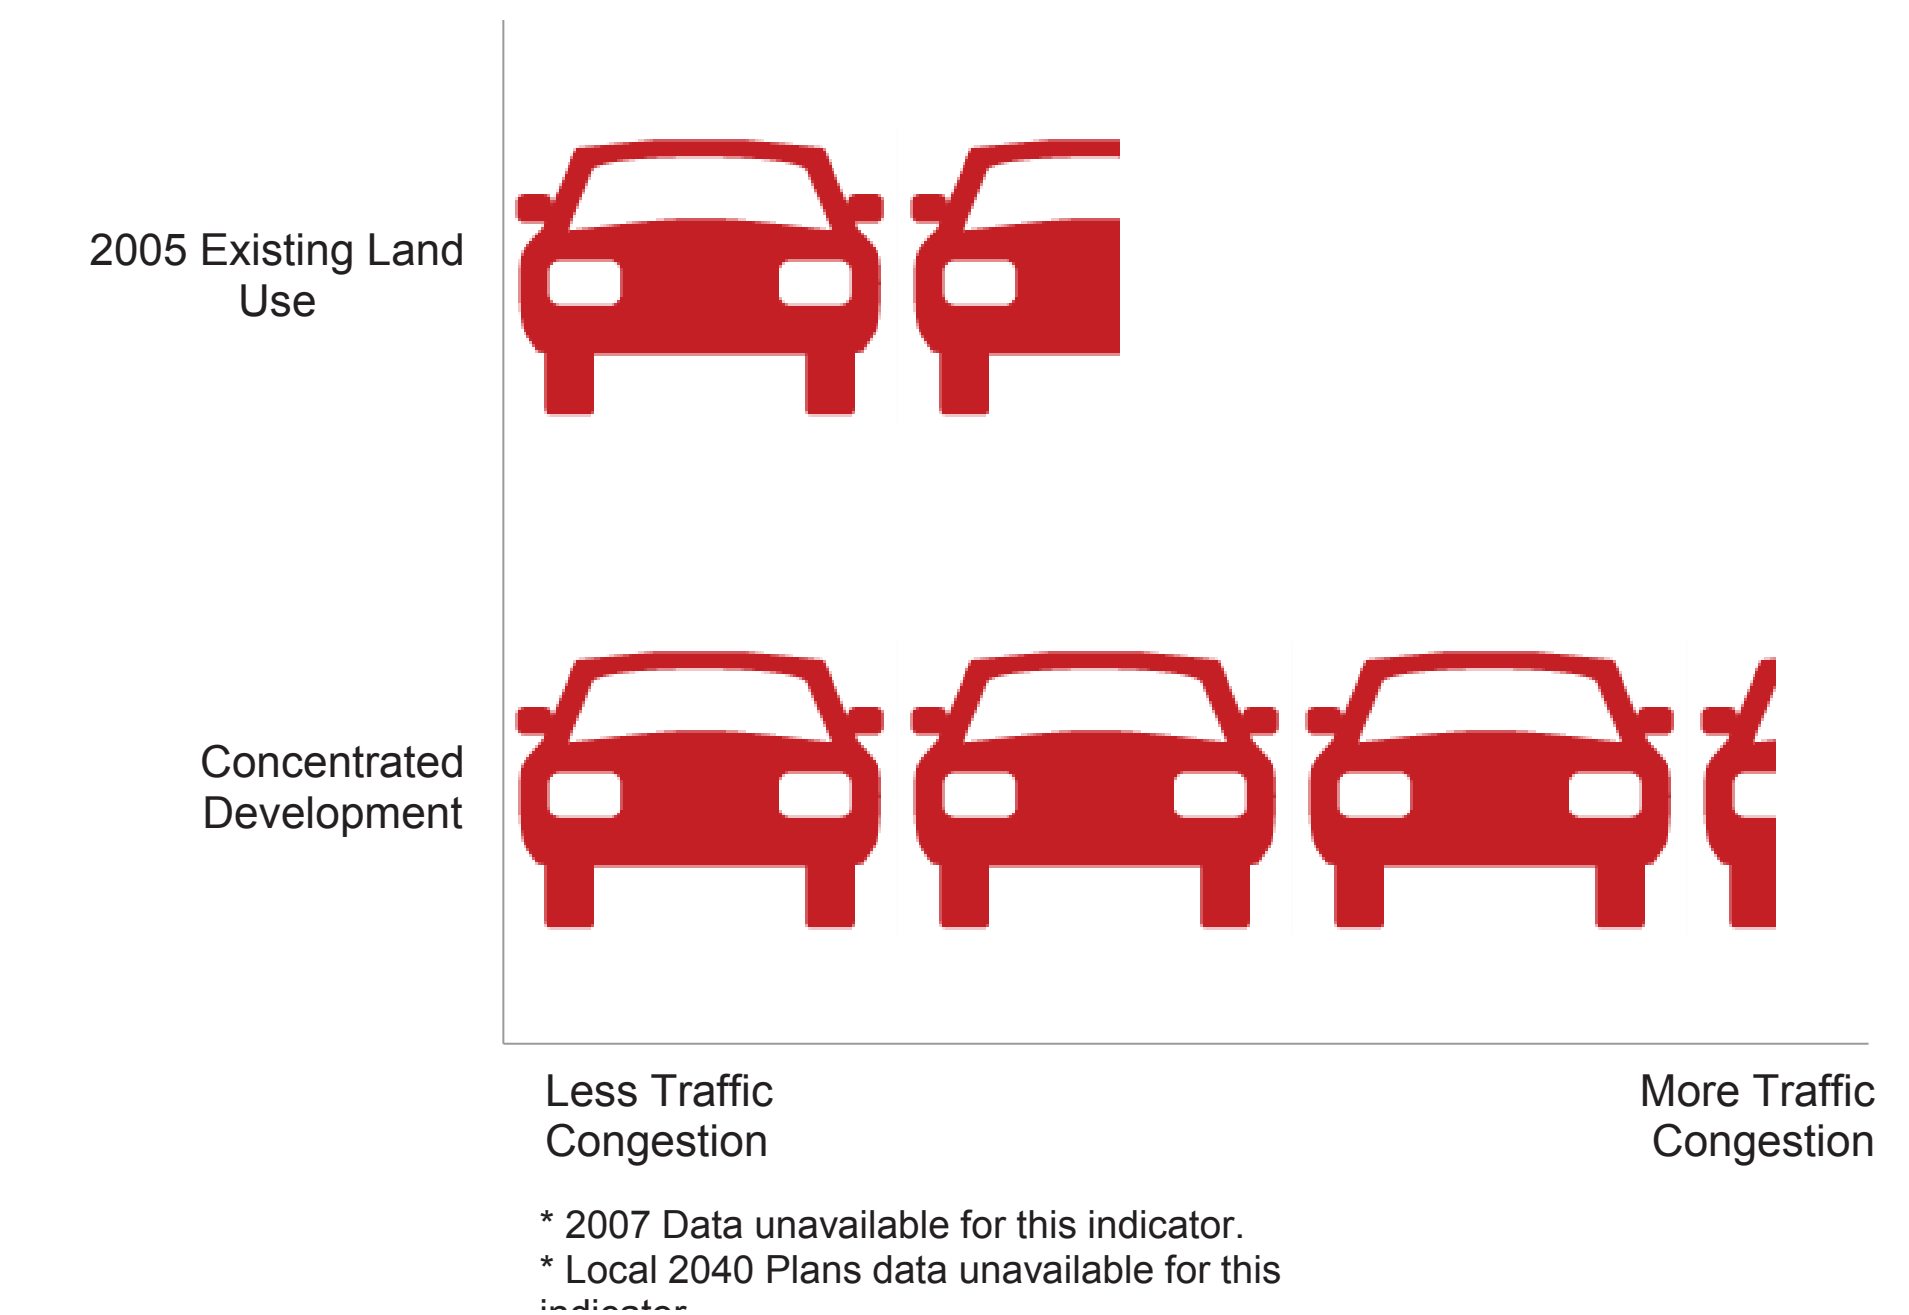 2005 Existing Land
Use
Concentrated
Development
Less Traffic
Congestion
More Traffic
Congestion
* 2007 Data unavailable for this indicator.
* Local 2040 Plans data unavailable for this
indicator